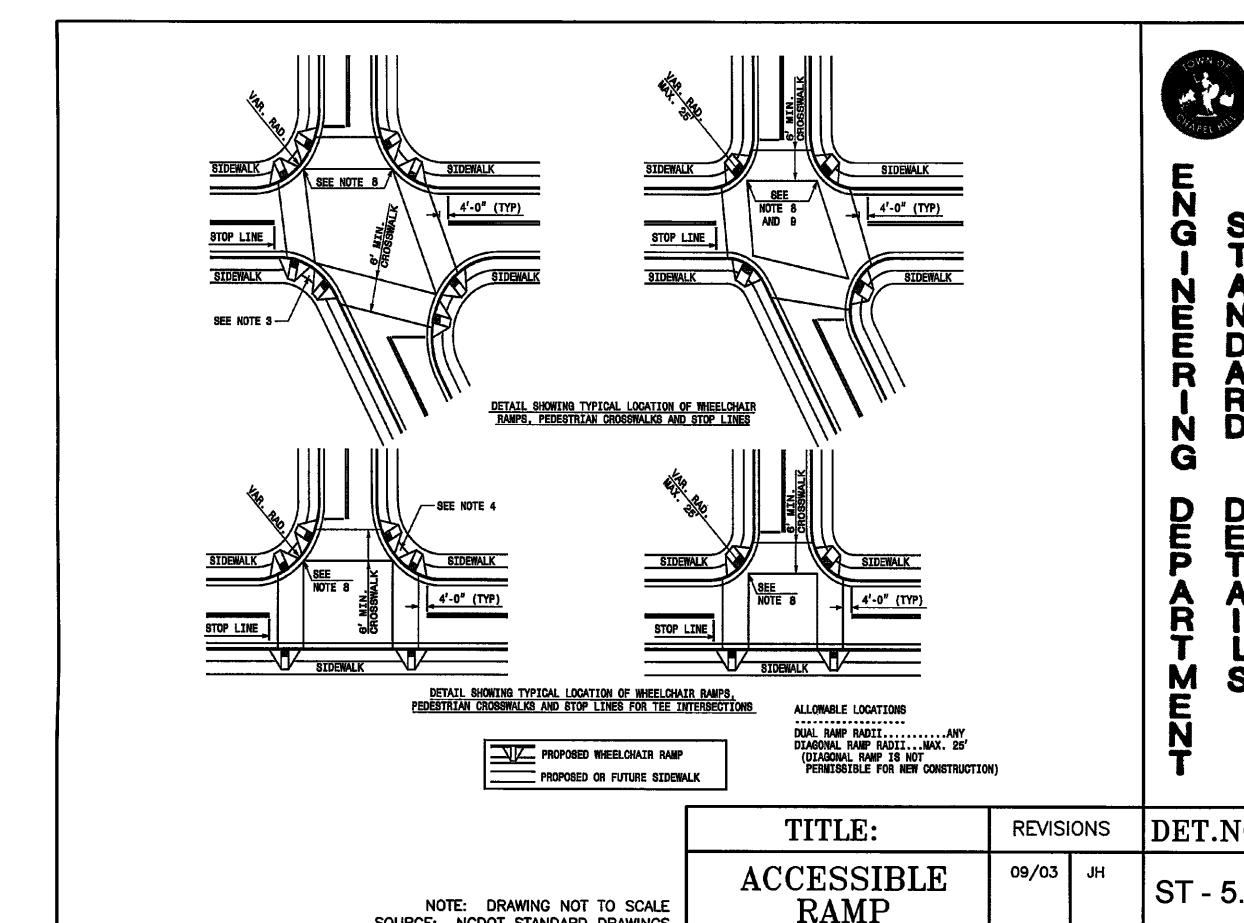 VAR. RAD.
SIDEWALK
SIDEWALK
SEE NOTE 8
4'-0" (TYP)
6' MIN.
CROSSWALK
STOP LINE
SIDEWALK
SIDEWALK
SEE NOTE 3
VAR. RAD.
MAX. 25'
6' MIN.
CROSSWALK
SIDEWALK
SIDEWALK
SEE
NOTE 8
AND 9
4'-0" (TYP)
STOP LINE
SIDEWALK
SIDEWALK
DETAIL SHOWING TYPICAL LOCATION OF WHEELCHAIR
RAMPS, PEDESTRIAN CROSSWALKS AND STOP LINES
VAR. RAD.
SEE NOTE 4
SIDEWALK
SIDEWALK
SEE
NOTE 8
6' MIN.
CROSSWALK
4'-0" (TYP)
STOP LINE
SIDEWALK
VAR. RAD.
MAX. 25'
6' MIN.
CROSSWALK
SIDEWALK
SIDEWALK
SEE
NOTE 8
4'-0" (TYP)
STOP LINE
SIDEWALK
DETAIL SHOWING TYPICAL LOCATION OF WHEELCHAIR RAMPS,
PEDESTRIAN CROSSWALKS AND STOP LINES FOR TEE INTERSECTIONS
ALLOWABLE LOCATIONS
-------------------
DUAL RAMP RADII...........ANY
DIAGONAL RAMP RADII...MAX. 25'
(DIAGONAL RAMP IS NOT
PERMISSIBLE FOR NEW CONSTRUCTION)
PROPOSED WHEELCHAIR RAMP
PROPOSED OR FUTURE SIDEWALK
NOTE: DRAWING NOT TO SCALE
SOURCE: NCDOT STANDARD DRAWINGS
TOWN OF
CHAPEL HILL
ENGINEERING DEPARTMENT
STANDARD DETAILS
TITLE:
REVISIONS
DET.N
ACCESSIBLE
RAMP
09/03
JH
ST - 5.